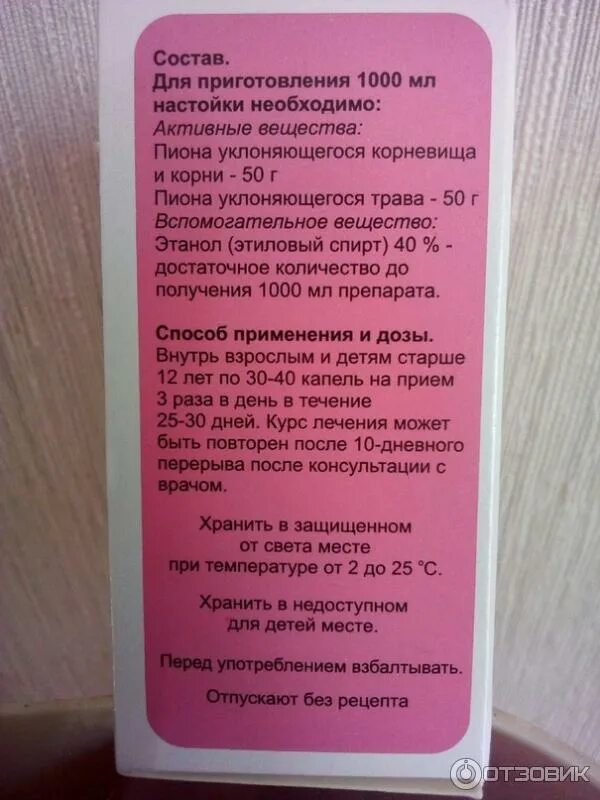 Состав.
Для приготовления 1000 мл
настойки необходимо:
Активные вещества:
Пиона уклоняющегося корневища
и корни - 50 г
Пиона уклоняющегося трава - 50 г
Вспомогательное вещество:
Этанол (этиловый спирт) 40 % -
достаточное количество до
получения 1000 мл препарата.
Способ применения и дозы.
Внутрь взрослым и детям старше
12 лет по 30-40 капель на прием
3 раза в день в течение
25-30 дней. Курс лечения может
быть повторен после 10-дневного
перерыва после консультации с
врачом.
Хранить в защищенном
от света месте
при температуре от 2 до 25 °С.
Хранить в недоступном
для детей месте.
Перед употреблением взбалтывать.
Отпускают без рецепта
ОТЗОВИК